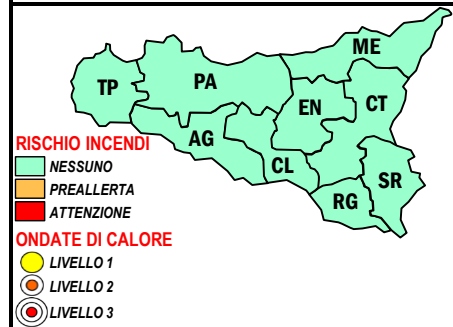 ME
TP
PA
EN
CT
AG
CL
SR
RG
RISCHIO INCENDI
NESSUNO
PREALLERTA
ATTENZIONE
ONDATE DI CALORE
LIVELLO 1
LIVELLO 2
LIVELLO 3